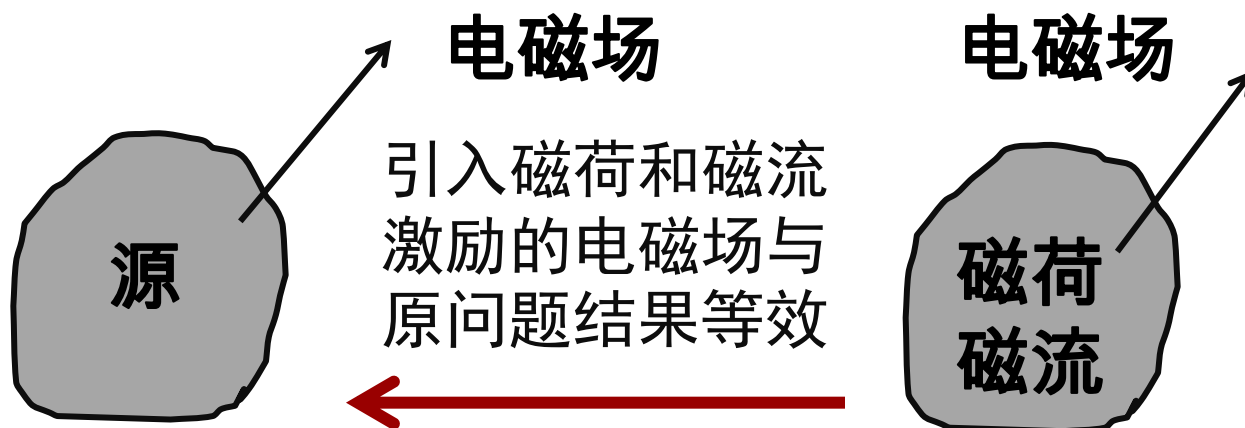 电磁场
电磁场
引入磁荷和磁流
激励的电磁场与
原问题结果等效
源
磁荷
磁流